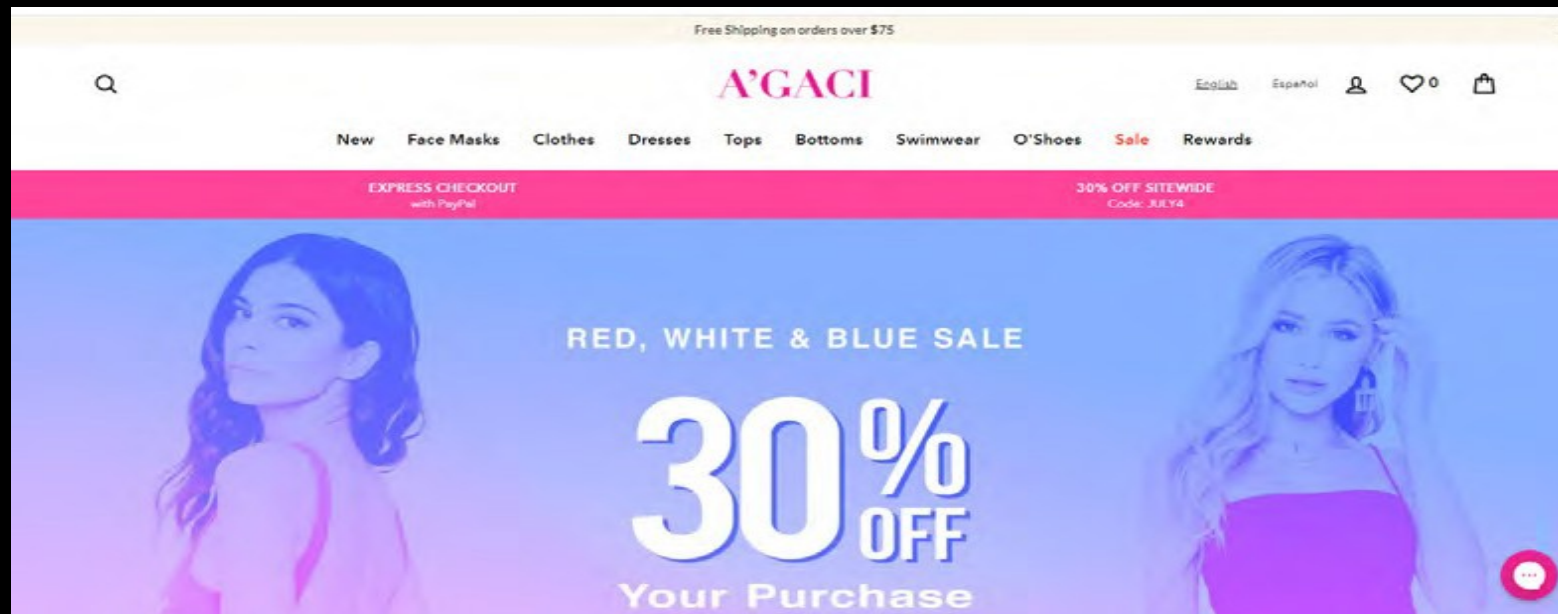 Free Shipping on orders over $75
A'GACI
English Español 0
New Face Masks Clothes Dresses Tops Bottoms Swimwear O'Shoes Sale Rewards
EXPRESS CHECKOUT
with PayPal
30% OFF SITEWIDE
Code: JULY4
RED, WHITE & BLUE SALE
30% OFF
Your Purchase